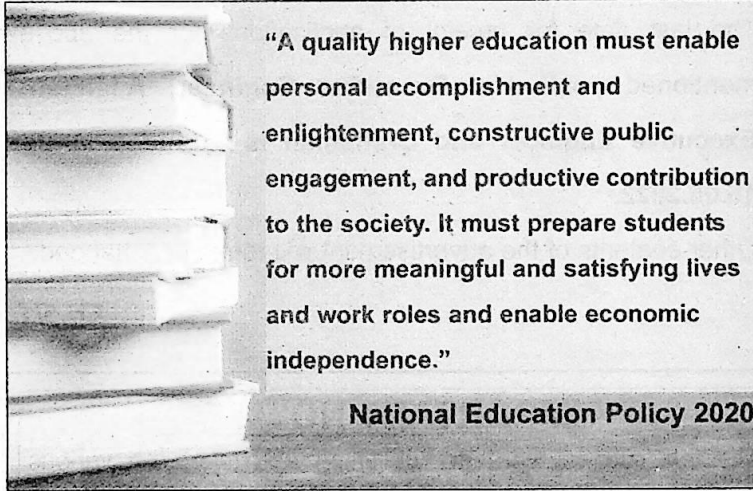 “A quality higher education must enable
personal accomplishment and
enlightenment, constructive public
engagement, and productive contribution
to the society. It must prepare students
for more meaningful and satisfying lives
and work roles and enable economic
independence.”
National Education Policy 2020